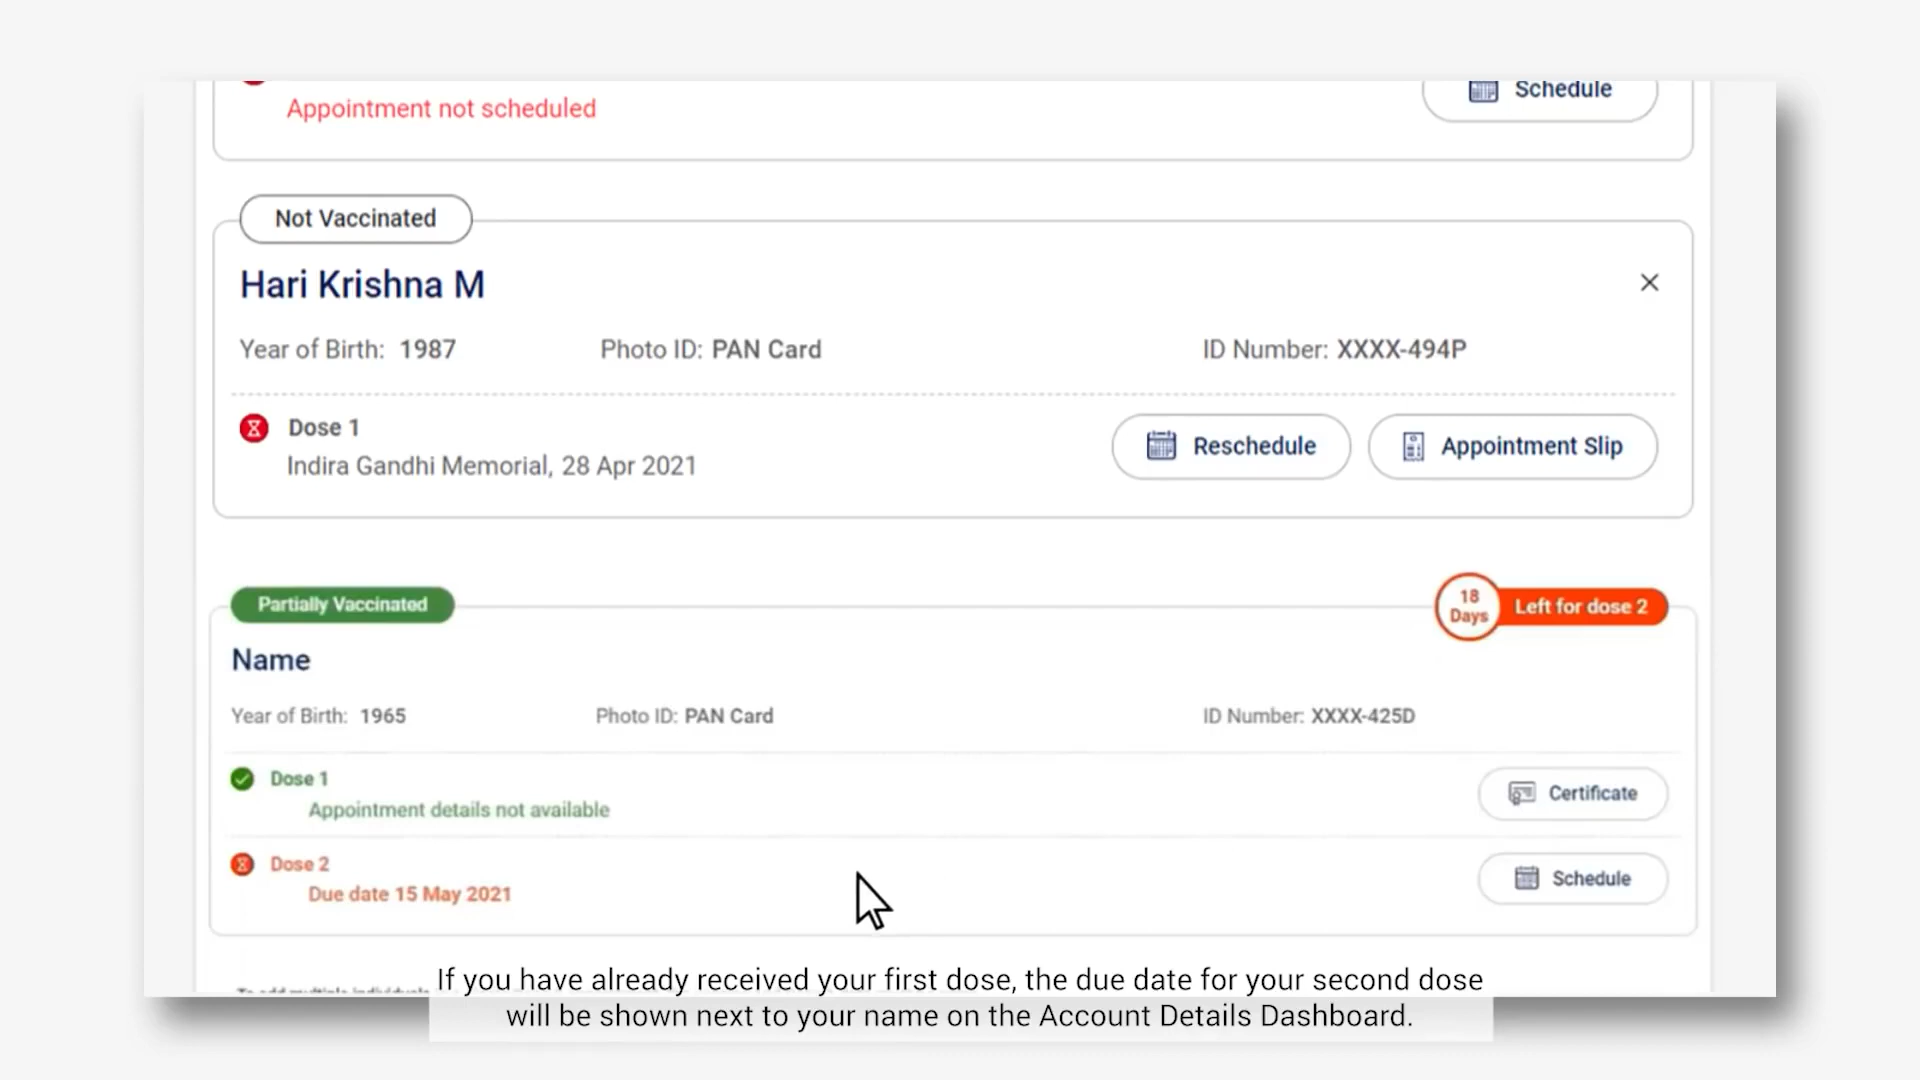 Appointment not scheduled
Schedule
Not Vaccinated
Hari Krishna M
Year of Birth: 1987 Photo ID: PAN Card ID Number: XXXX-494P
Dose 1
Indira Gandhi Memorial, 28 Apr 2021
Reschedule Appointment Slip
Partially Vaccinated
18 Days Left for dose 2
Name
Year of Birth: 1965 Photo ID: PAN Card ID Number: XXXX-425D
Dose 1
Appointment details not available
Certificate
Dose 2
Due date 15 May 2021
Schedule
If you have already received your first dose, the due date for your second dose
will be shown next to your name on the Account Details Dashboard.